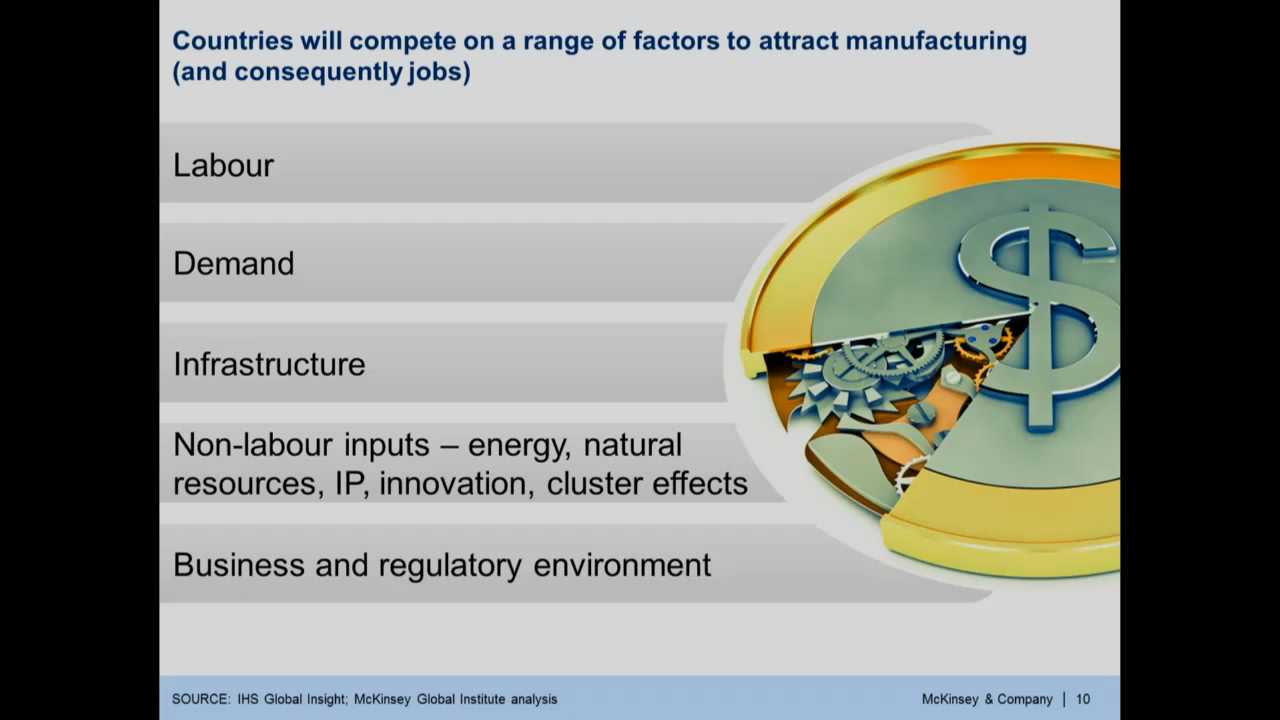 Countries will compete on a range of factors to attract manufacturing
(and consequently jobs)
Labour
Demand
Infrastructure
Non-labour inputs – energy, natural
resources, IP, innovation, cluster effects
Business and regulatory environment
SOURCE: IHS Global Insight; McKinsey Global Institute analysis
McKinsey & Company | 10